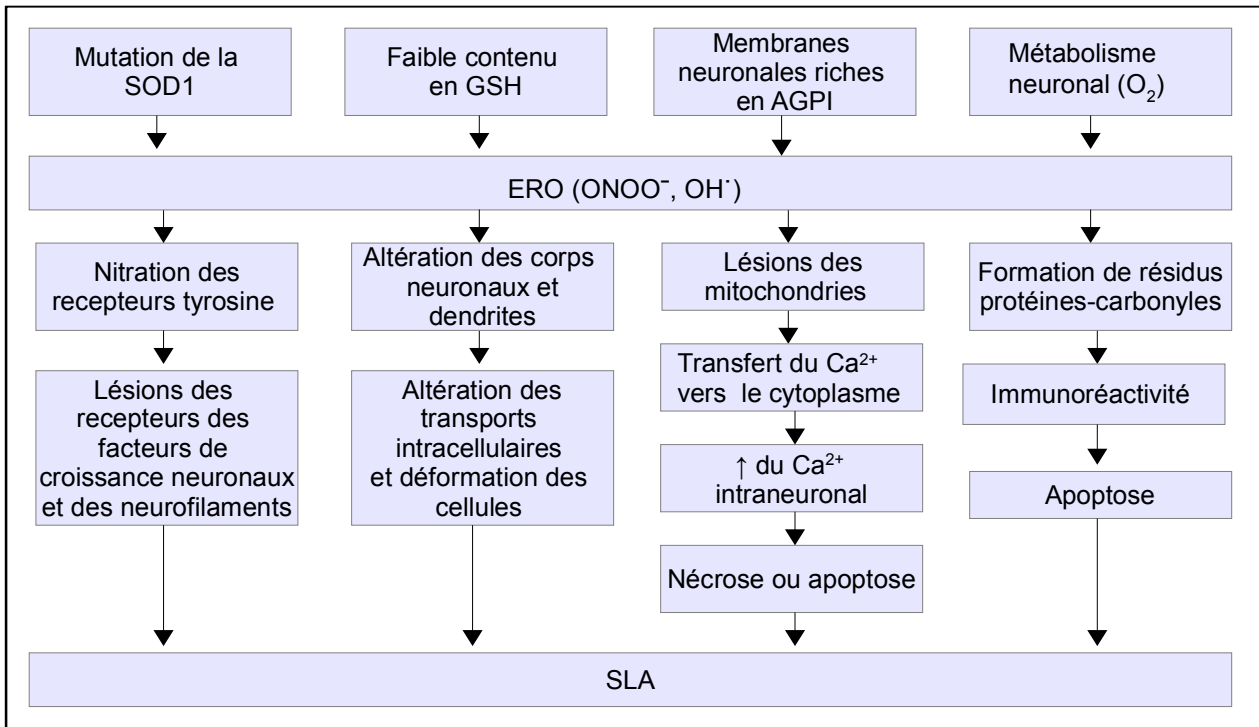 Mutation de la
SOD1
Faible contenu
en GSH
Membranes
neuronales riches
en AGPI
Métabolisme
neuronal (O₂)
ERO (ONOO⁻, OH˙)
Nitration des
recepteurs tyrosine
Altération des corps
neuronaux et
dendrites
Lésions des
mitochondries
Formation de résidus
protéines-carbonyles
Lésions des
recepteurs des
facteurs de
croissance neuronaux
et des neurofilaments
Altération des
transports
intracellulaires
et déformation des
cellules
Transfert du Ca²⁺
vers le cytoplasme
Immunoréactivité
↑ du Ca²⁺
intraneuronal
Apoptose
Nécrose ou apoptose
SLA